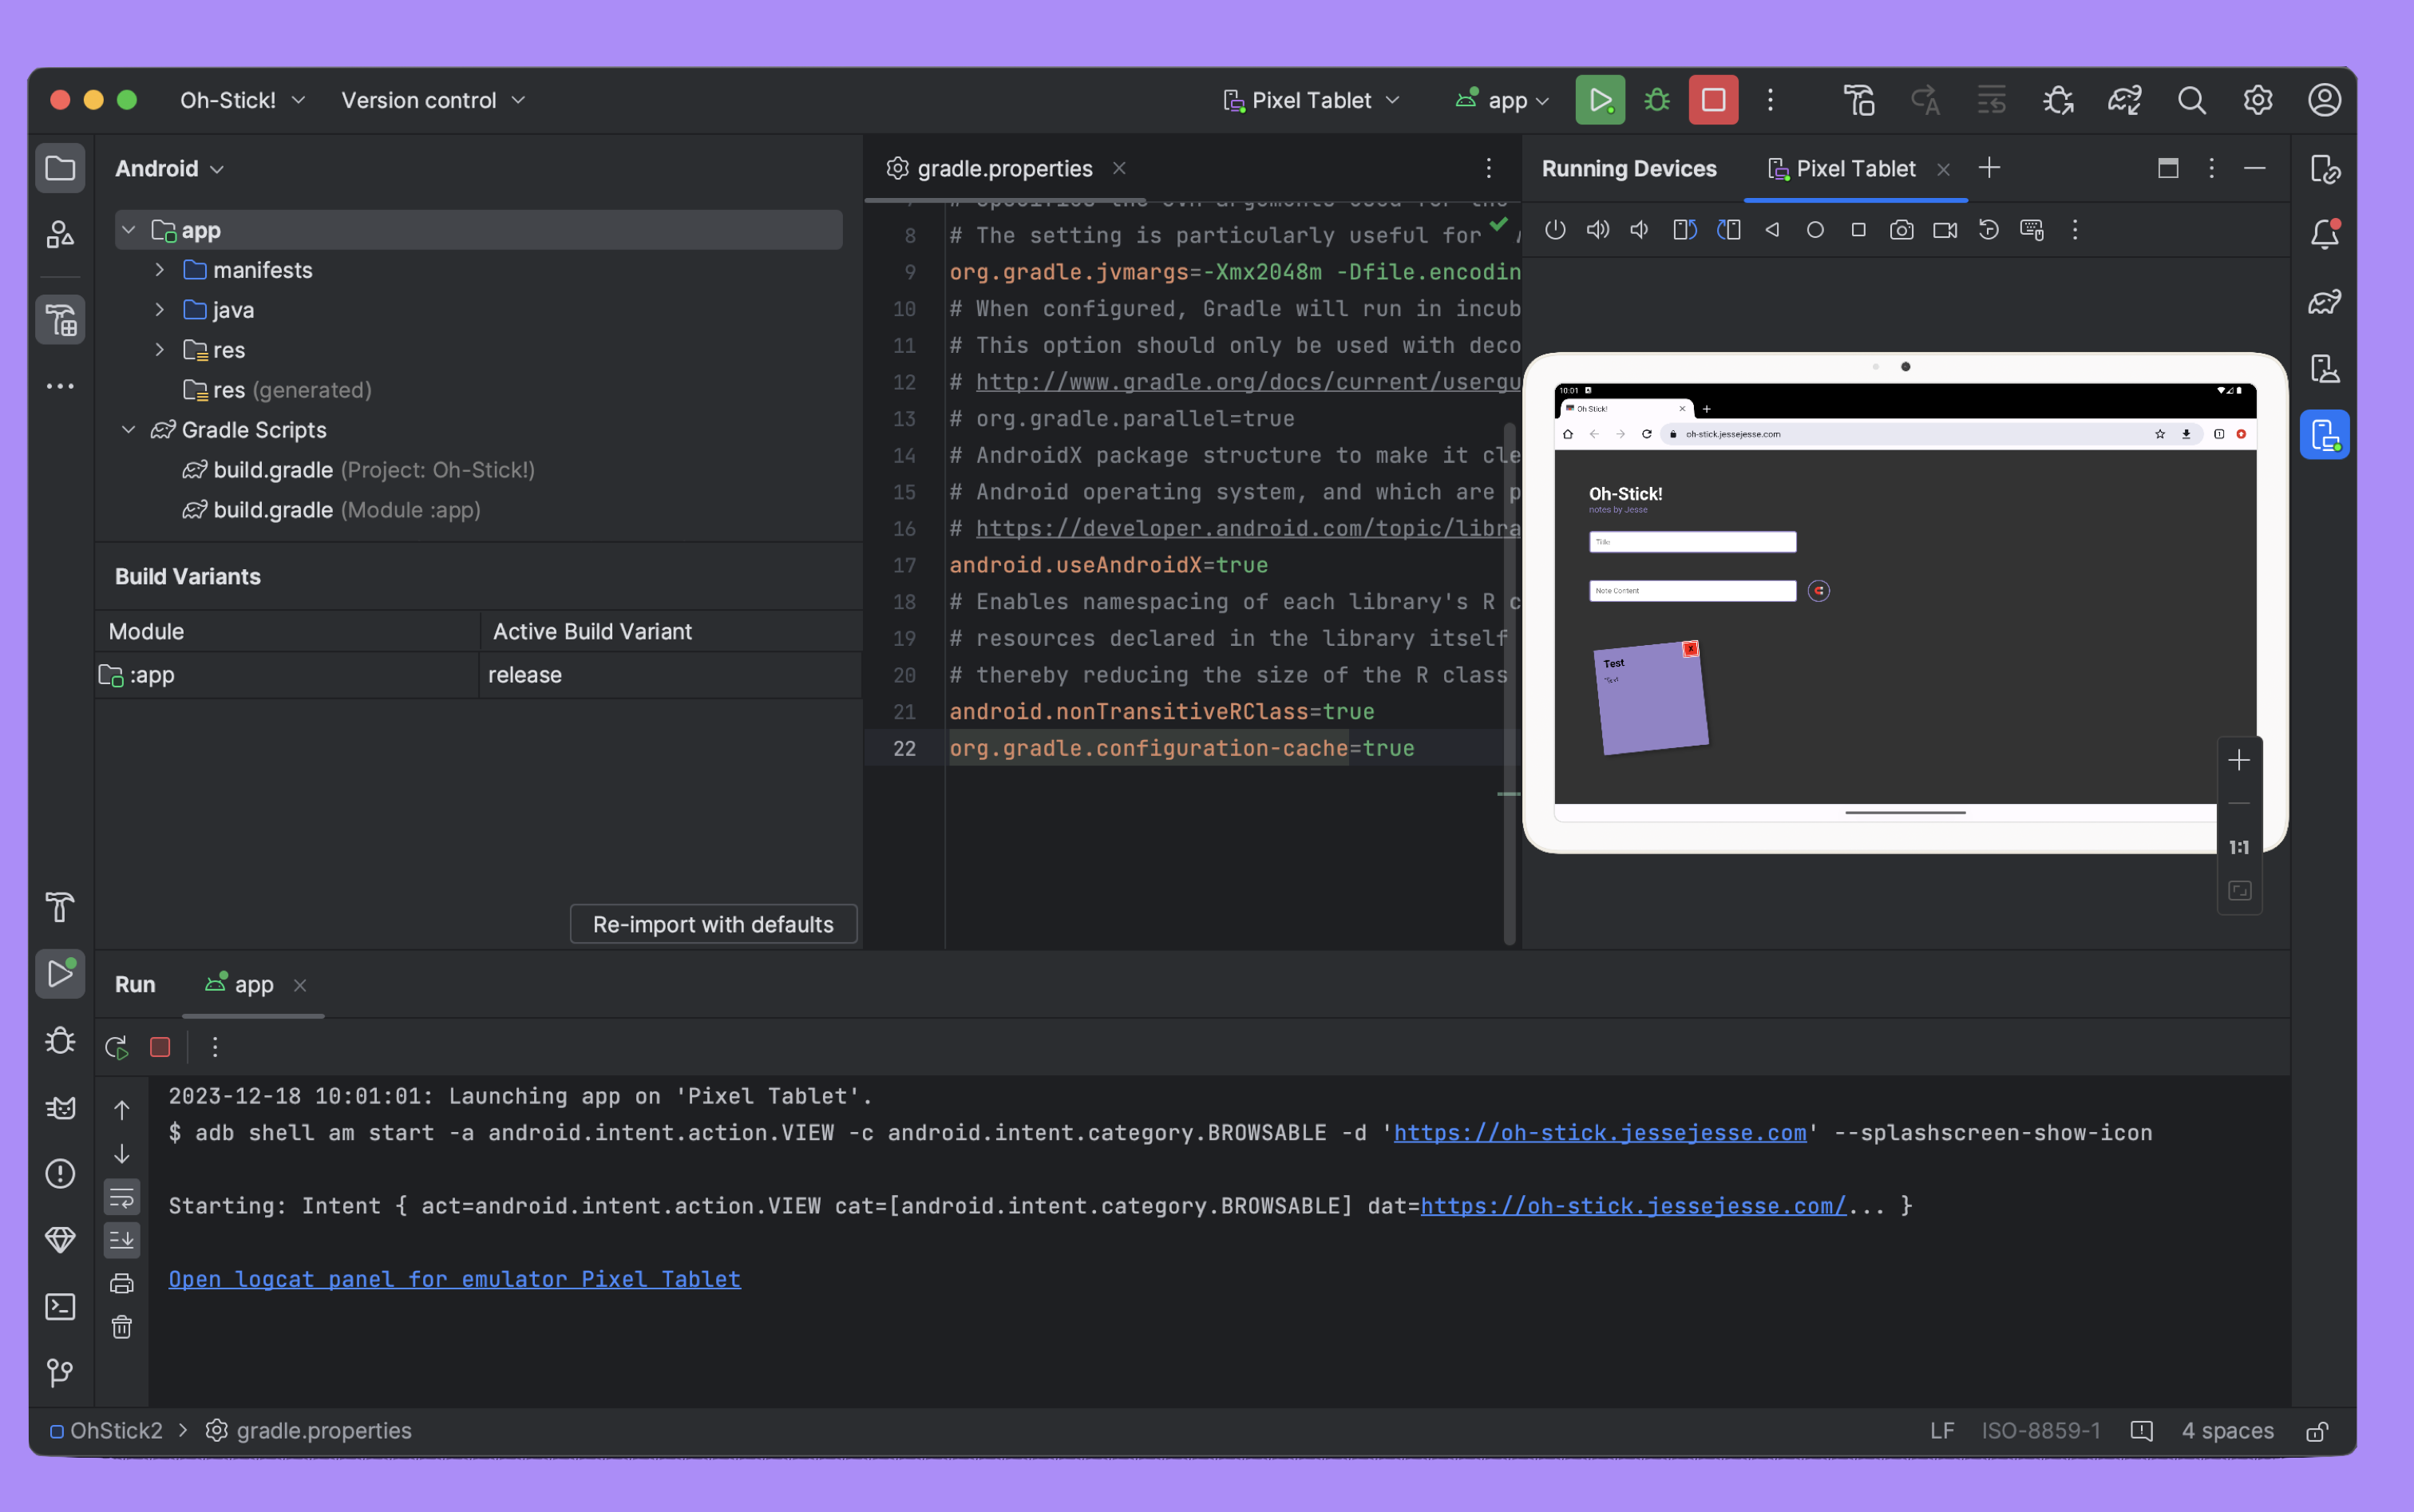 Oh-Stick!
Version control
Pixel Tablet
app
Android
app
manifests
java
res
res (generated)
Gradle Scripts
build.gradle (Project: Oh-Stick!)
build.gradle (Module :app)
Build Variants
Module Active Build Variant
:app release
Re-import with defaults
gradle.properties
8 # The setting is particularly useful for
9 org.gradle.jvmargs=-Xmx2048m -Dfile.encodin
10 # When configured, Gradle will run in incub
11 # This option should only be used with deco
12 # http://www.gradle.org/docs/current/usergu
13 # org.gradle.parallel=true
14 # AndroidX package structure to make it cle
15 # Android operating system, and which are p
16 # https://developer.android.com/topic/libra
17 android.useAndroidX=true
18 # Enables namespacing of each library's R c
19 # resources declared in the library itself
20 # thereby reducing the size of the R class
21 android.nonTransitiveRClass=true
22 org.gradle.configuration-cache=true
Running Devices
Pixel Tablet
10:01
Oh Stick!
oh-stick.jessejesse.com
Oh-Stick!
notes by Jesse
Title
Note Content
x
Test
1:1
Run
app
2023-12-18 10:01:01: Launching app on 'Pixel Tablet'.
$ adb shell am start -a android.intent.action.VIEW -c android.intent.category.BROWSABLE -d 'https://oh-stick.jessejesse.com' --splashscreen-show-icon
Starting: Intent { act=android.intent.action.VIEW cat=[android.intent.category.BROWSABLE] dat=https://oh-stick.jessejesse.com/... }
Open logcat panel for emulator Pixel Tablet
OhStick2
gradle.properties
LF
ISO-8859-1
4 spaces